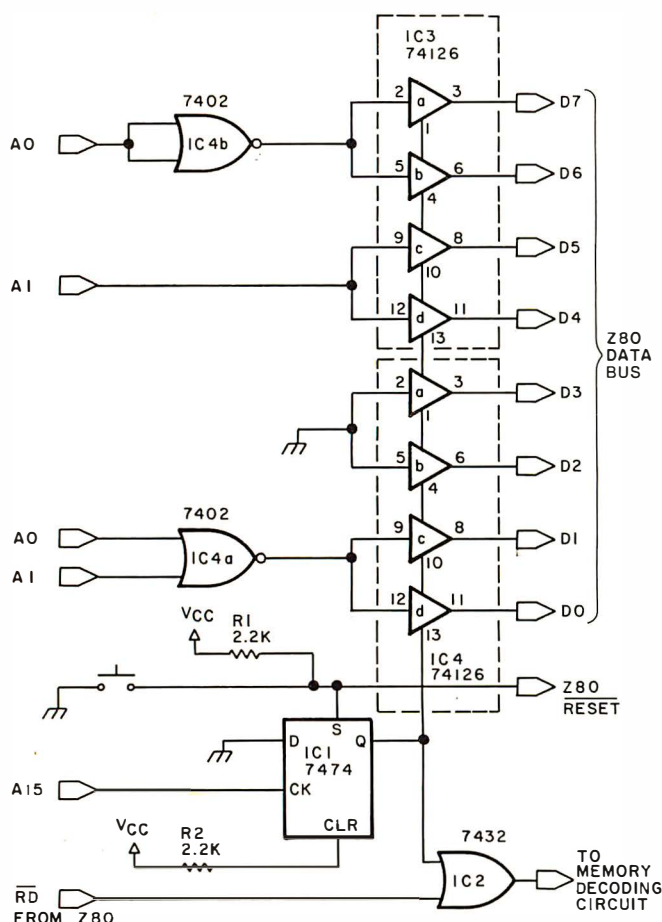 IC3
74126
7402
A0
IC4b
2
a
3
1
D7
5
b
6
4
D6
A1
9
c
8
10
D5
12
d
11
13
D4
Z80
DATA
BUS
2
a
3
1
D3
5
b
6
4
D2
7402
A0
A1
IC4a
9
c
8
10
D1
12
d
11
13
D0
VCC
R1
2.2K
IC4
74126
Z80
RESET
S
D
Q
IC1
7474
CK
CLR
A15
VCC
R2
2.2K
7432
IC2
TO
MEMORY
DECODING
CIRCUIT
RD
FROM Z80